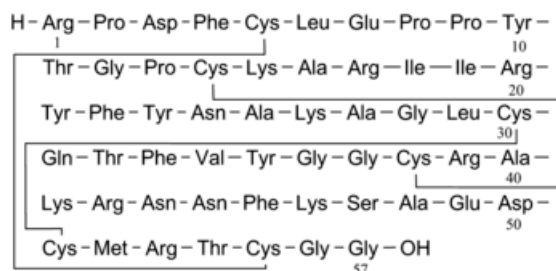 H–Arg–Pro–Asp–Phe–Cys–Leu–Glu–Pro–Pro–Tyr–
1 10
Thr–Gly–Pro–Cys–Lys–Ala–Arg–Ile–Ile–Arg–
20
Tyr–Phe–Tyr–Asn–Ala–Lys–Ala–Gly–Leu–Cys–
30
Gln–Thr–Phe–Val–Tyr–Gly–Gly–Cys–Arg–Ala–
40
Lys–Arg–Asn–Asn–Phe–Lys–Ser–Ala–Glu–Asp–
50
Cys–Met–Arg–Thr–Cys–Gly–Gly–OH
57